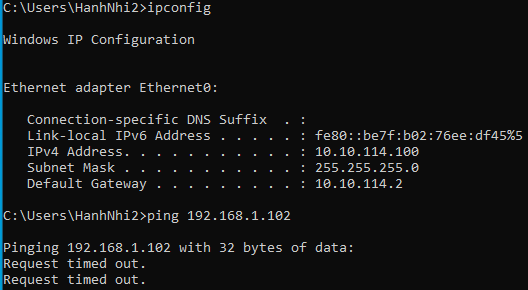 C:\Users\HanhNhi2>ipconfig
Windows IP Configuration
Ethernet adapter Ethernet0:
Connection-specific DNS Suffix  . :
Link-local IPv6 Address . . . . . : fe80::be7f:b02:76ee:df45%5
IPv4 Address. . . . . . . . . . . : 10.10.114.100
Subnet Mask . . . . . . . . . . . : 255.255.255.0
Default Gateway . . . . . . . . . : 10.10.114.2
C:\Users\HanhNhi2>ping 192.168.1.102
Pinging 192.168.1.102 with 32 bytes of data:
Request timed out.
Request timed out.